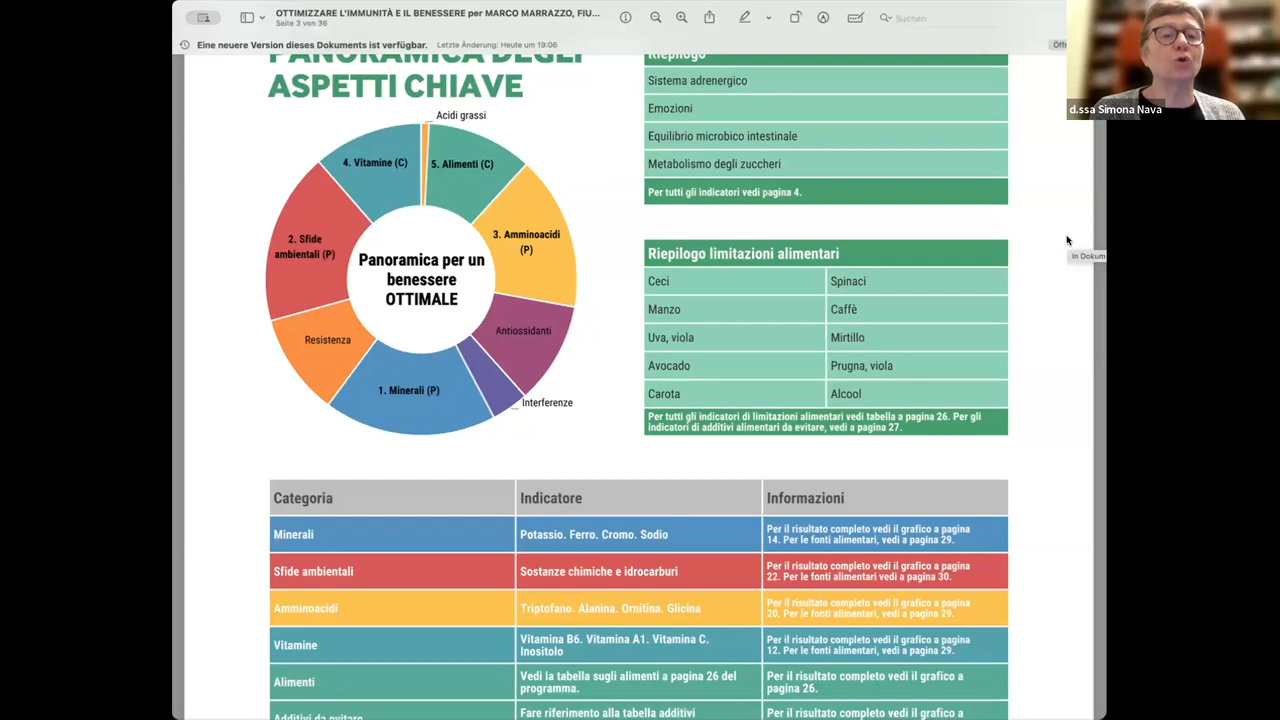 OTTIMIZZARE L'IMMUNITÀ E IL BENESSERE per MARCO MARRAZZO, FIU...
Seite 3 von 36
Suchen
Eine neuere Version dieses Dokuments ist verfügbar. Letzte Änderung: Heute um 19:06
d.ssa Simona Nava
In Dokum
PANORAMICA DEGLI
ASPETTI CHIAVE
Acidi grassi
4. Vitamine (C)
5. Alimenti (C)
2. Sfide
ambientali (P)
3. Amminoacidi
(P)
Panoramica per un
benessere
OTTIMALE
Resistenza
Antiossidanti
1. Minerali (P)
Interferenze
Riepilogo
Sistema adrenergico
Emozioni
Equilibrio microbico intestinale
Metabolismo degli zuccheri
Per tutti gli indicatori vedi pagina 4.
Riepilogo limitazioni alimentari
Ceci Spinaci
Manzo Caffè
Uva, viola Mirtillo
Avocado Prugna, viola
Carota Alcool
Per tutti gli indicatori di limitazioni alimentari vedi tabella a pagina 26. Per gli
indicatori di additivi alimentari da evitare, vedi a pagina 27.
Categoria Indicatore Informazioni
Minerali
Potassio. Ferro. Cromo. Sodio
Per il risultato completo vedi il grafico a pagina
14. Per le fonti alimentari, vedi a pagina 29.
Sfide ambientali
Sostanze chimiche e idrocarburi
Per il risultato completo vedi il grafico a pagina
22. Per le fonti alimentari vedi a pagina 30.
Amminoacidi
Triptofano. Alanina. Ornitina. Glicina
Per il risultato completo vedi il grafico a pagina
20. Per le fonti alimentari, vedi a pagina 29.
Vitamine
Vitamina B6. Vitamina A1. Vitamina C.
Inositolo
Per il risultato completo vedi il grafico a pagina
12. Per le fonti alimentari, vedi a pagina 29.
Alimenti
Vedi la tabella sugli alimenti a pagina 26 del
programma.
Per il risultato completo vedi il grafico a
pagina 26.
Additivi da evitare
Fare riferimento alla tabella additivi
Per il risultato completo vedi il grafico a